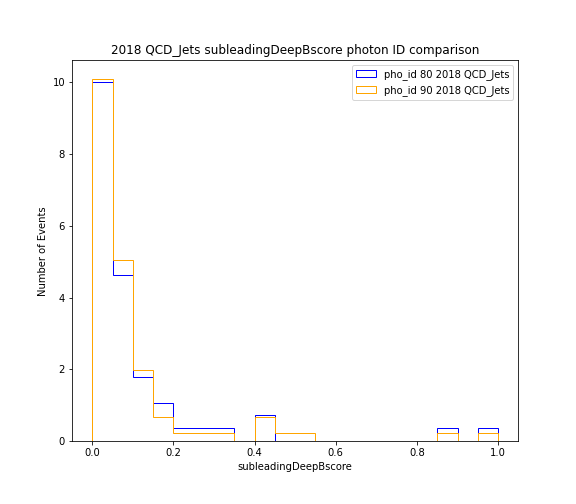 2018 QCD_Jets subleadingDeepBscore photon ID comparison
pho_id 80 2018 QCD_Jets
pho_id 90 2018 QCD_Jets
Number of Events
10
8
6
4
2
0
0.0 0.2 0.4 0.6 0.8 1.0
subleadingDeepBscore